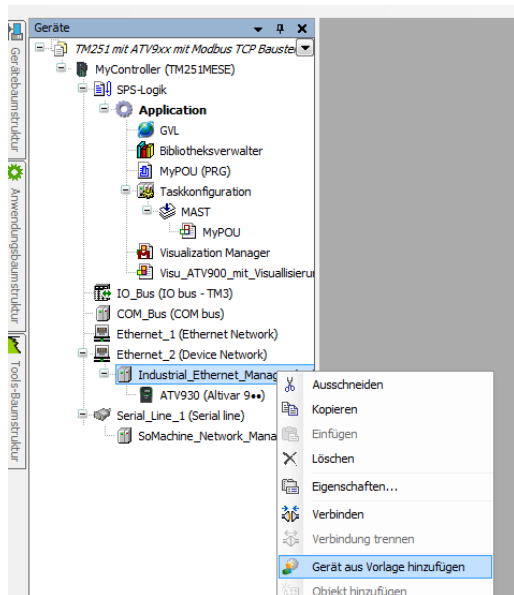 Geräte
TM251 mit ATV9xx mit Modbus TCP Baustei
MyController (TM251MESE)
SPS-Logik
Application
GVL
Bibliotheksverwalter
MyPOU (PRG)
Taskkonfiguration
MAST
MyPOU
Visualization Manager
Visu_ATV900_mit_Visuallisierun
IO_Bus (IO bus - TM3)
COM_Bus (COM bus)
Ethernet_1 (Ethernet Network)
Ethernet_2 (Device Network)
Industrial_Ethernet_Manag
ATV930 (Altivar 9••)
Serial_Line_1 (Serial line)
SoMachine_Network_Mana
Gerätebaumstruktur
Anwendungsbaumstruktur
Tools-Baumstruktur
Ausschneiden
Kopieren
Einfügen
Löschen
Eigenschaften...
Verbinden
Verbindung trennen
Gerät aus Vorlage hinzufügen
Objekt hinzufügen